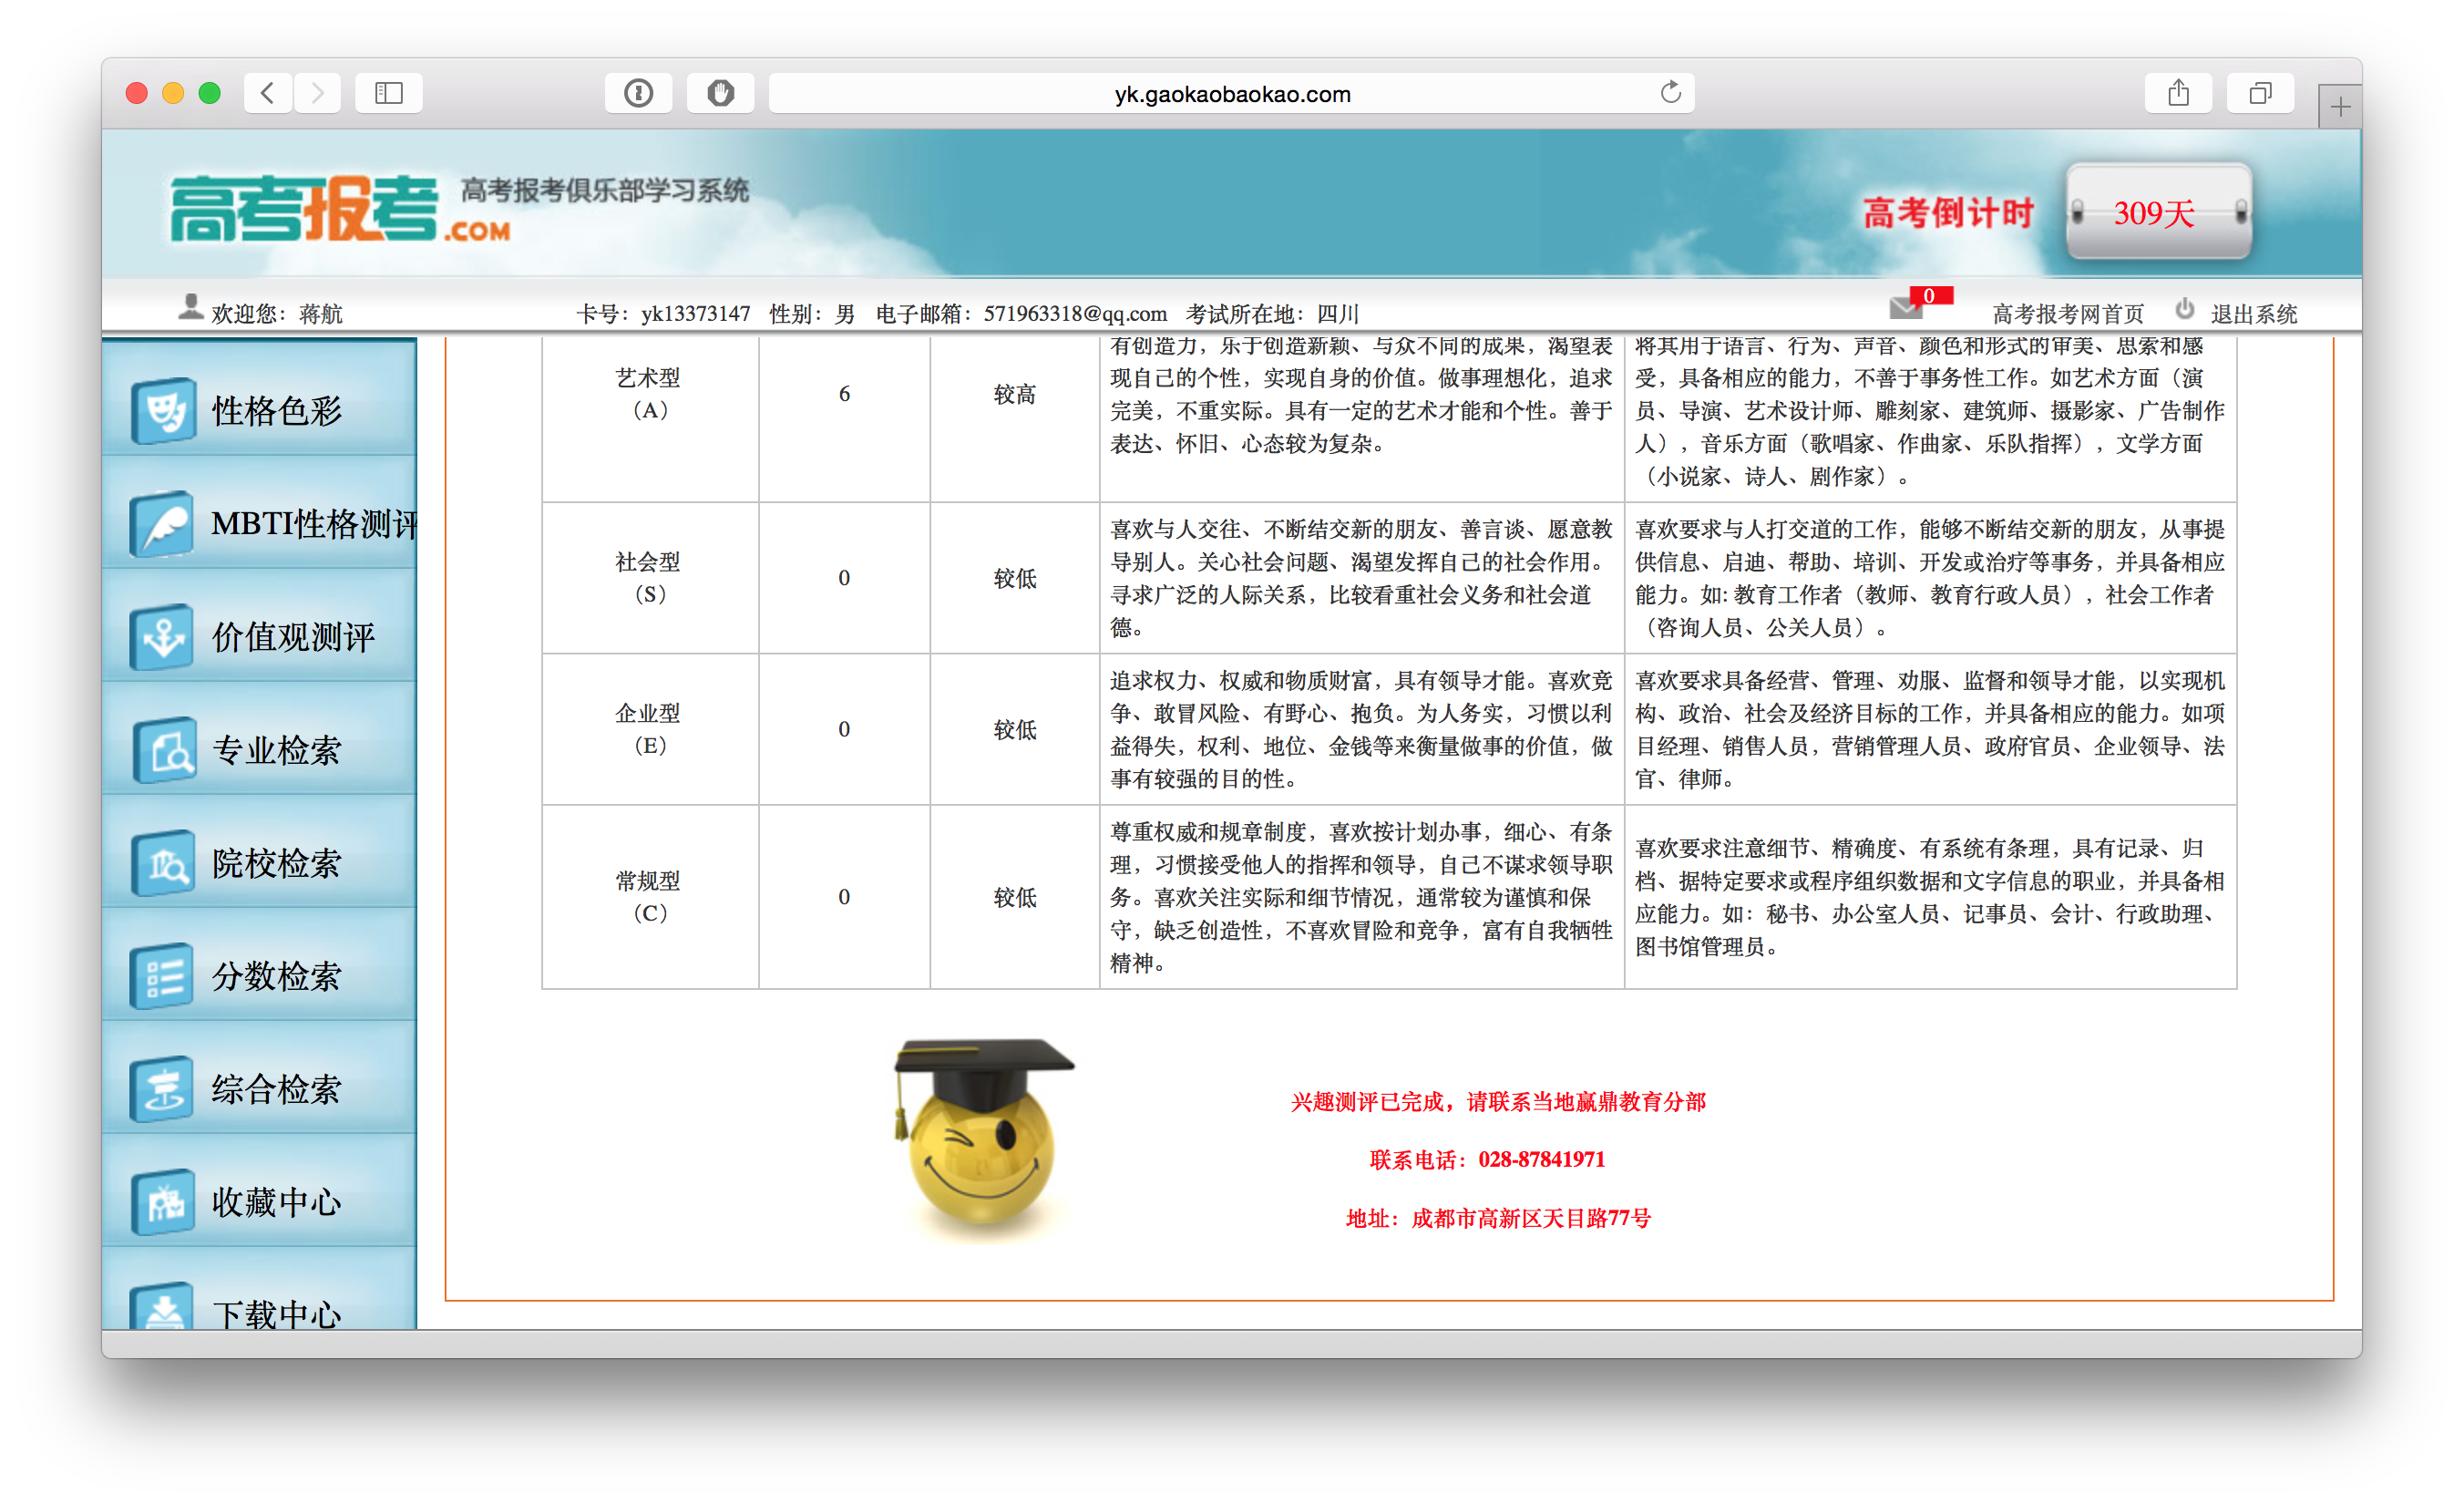 yk.gaokaobaokao.com
高考报考.COM
高考报考俱乐部学习系统
高考倒计时
309天
欢迎您：蒋航
卡号：yk13373147 性别：男 电子邮箱：571963318@qq.com 考试所在地：四川
0
高考报考网首页
退出系统
性格色彩
MBTI性格测评
价值观测评
专业检索
院校检索
分数检索
综合检索
收藏中心
下载中心
艺术型
（A）
6
较高
有创造力，乐于创造新颖、与众不同的成果，渴望表
现自己的个性，实现自身的价值。做事理想化，追求
完美，不重实际。具有一定的艺术才能和个性。善于
表达、怀旧、心态较为复杂。
将其用于语言、行为、声音、颜色和形式的审美、思索和感
受，具备相应的能力，不善于事务性工作。如艺术方面（演
员、导演、艺术设计师、雕刻家、建筑师、摄影家、广告制作
人），音乐方面（歌唱家、作曲家、乐队指挥），文学方面
（小说家、诗人、剧作家）。
社会型
（S）
0
较低
喜欢与人交往、不断结交新的朋友、善言谈、愿意教
导别人。关心社会问题、渴望发挥自己的社会作用。
寻求广泛的人际关系，比较看重社会义务和社会道
德。
喜欢要求与人打交道的工作，能够不断结交新的朋友，从事提
供信息、启迪、帮助、培训、开发或治疗等事务，并具备相应
能力。如: 教育工作者（教师、教育行政人员），社会工作者
（咨询人员、公关人员）。
企业型
（E）
0
较低
追求权力、权威和物质财富，具有领导才能。喜欢竞
争、敢冒风险、有野心、抱负。为人务实，习惯以利
益得失，权利、地位、金钱等来衡量做事的价值，做
事有较强的目的性。
喜欢要求具备经营、管理、劝服、监督和领导才能，以实现机
构、政治、社会及经济目标的工作，并具备相应的能力。如项
目经理、销售人员，营销管理人员、政府官员、企业领导、法
官、律师。
常规型
（C）
0
较低
尊重权威和规章制度，喜欢按计划办事，细心、有条
理，习惯接受他人的指挥和领导，自己不谋求领导职
务。喜欢关注实际和细节情况，通常较为谨慎和保
守，缺乏创造性，不喜欢冒险和竞争，富有自我牺牲
精神。
喜欢要求注意细节、精确度、有系统有条理，具有记录、归
档、据特定要求或程序组织数据和文字信息的职业，并具备相
应能力。如：秘书、办公室人员、记事员、会计、行政助理、
图书馆管理员。
兴趣测评已完成，请联系当地赢鼎教育分部
联系电话：028-87841971
地址：成都市高新区天目路77号